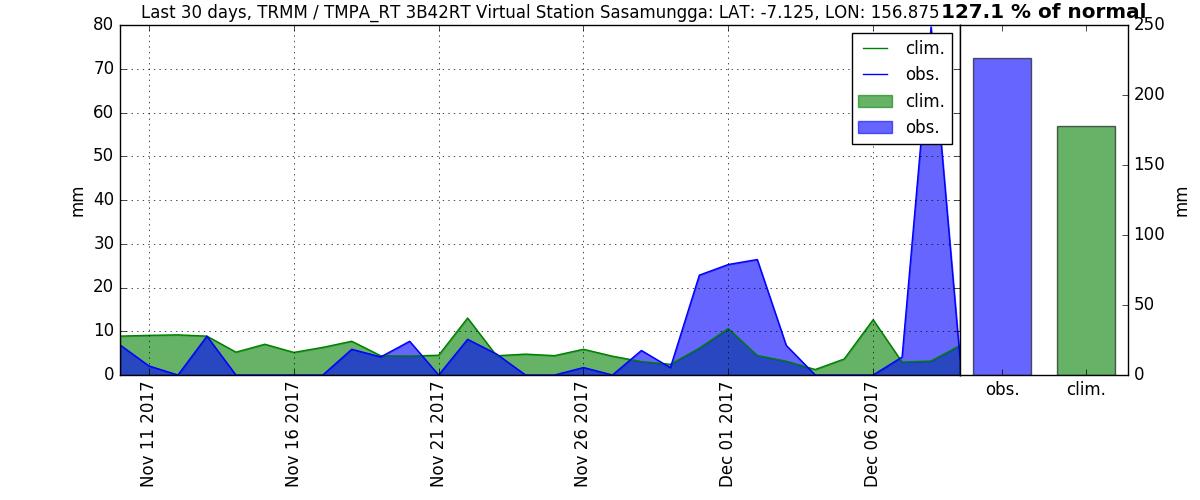 Last 30 days, TRMM / TMPA_RT 3B42RT Virtual Station Sasamungga: LAT: -7.125, LON: 156.875
127.1 % of normal
80
70
60
50
40
30
20
10
0
mm
clim.
obs.
clim.
obs.
Nov 11 2017
Nov 16 2017
Nov 21 2017
Nov 26 2017
Dec 01 2017
Dec 06 2017
250
200
150
100
50
0
mm
obs.
clim.